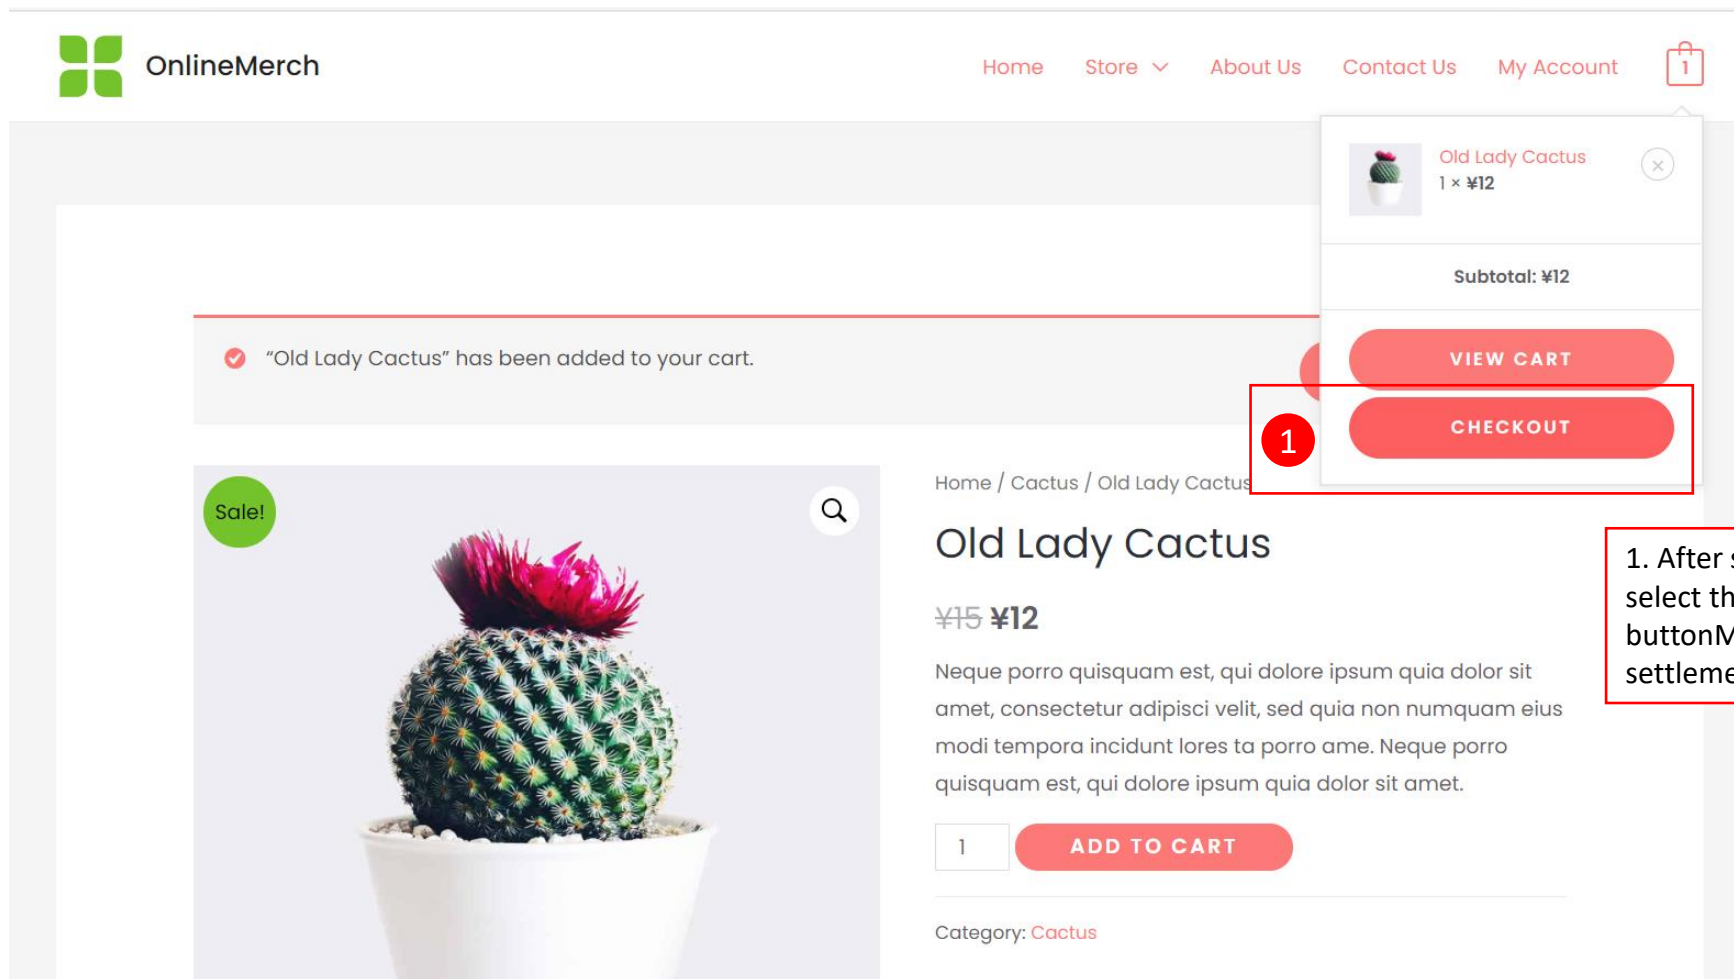 OnlineMerch
Home Store About Us Contact Us My Account 1
Old Lady Cactus
1 × ¥12
Subtotal: ¥12
VIEW CART
CHECKOUT
“Old Lady Cactus” has been added to your cart.
1
Sale!
Home / Cactus / Old Lady Cactus
Old Lady Cactus
¥15 ¥12
Neque porro quisquam est, qui dolore ipsum quia dolor sit
amet, consectetur adipisci velit, sed quia non numquam eius
modi tempora incidunt lores ta porro ame. Neque porro
quisquam est, qui dolore ipsum quia dolor sit amet.
1 ADD TO CART
Category: Cactus
1. After
select